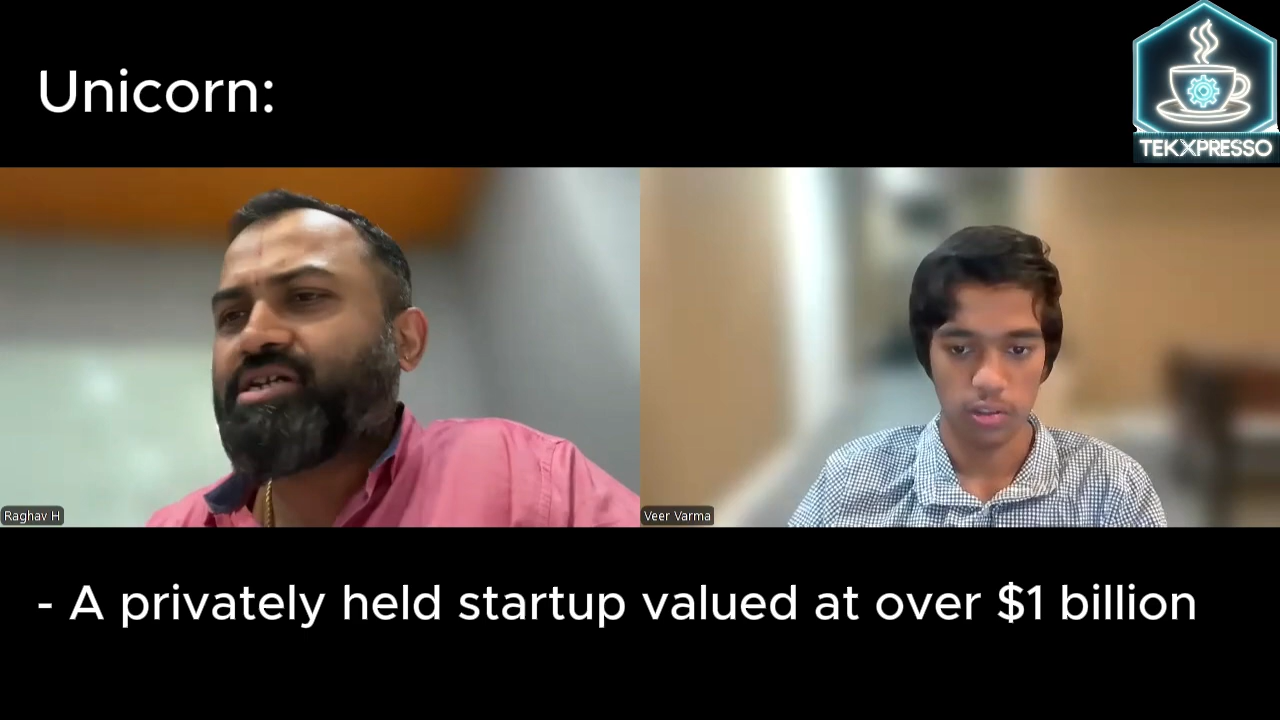 Unicorn:
TEKXPRESSO
Raghav H
Veer Varma
- A privately held startup valued at over $1 billion